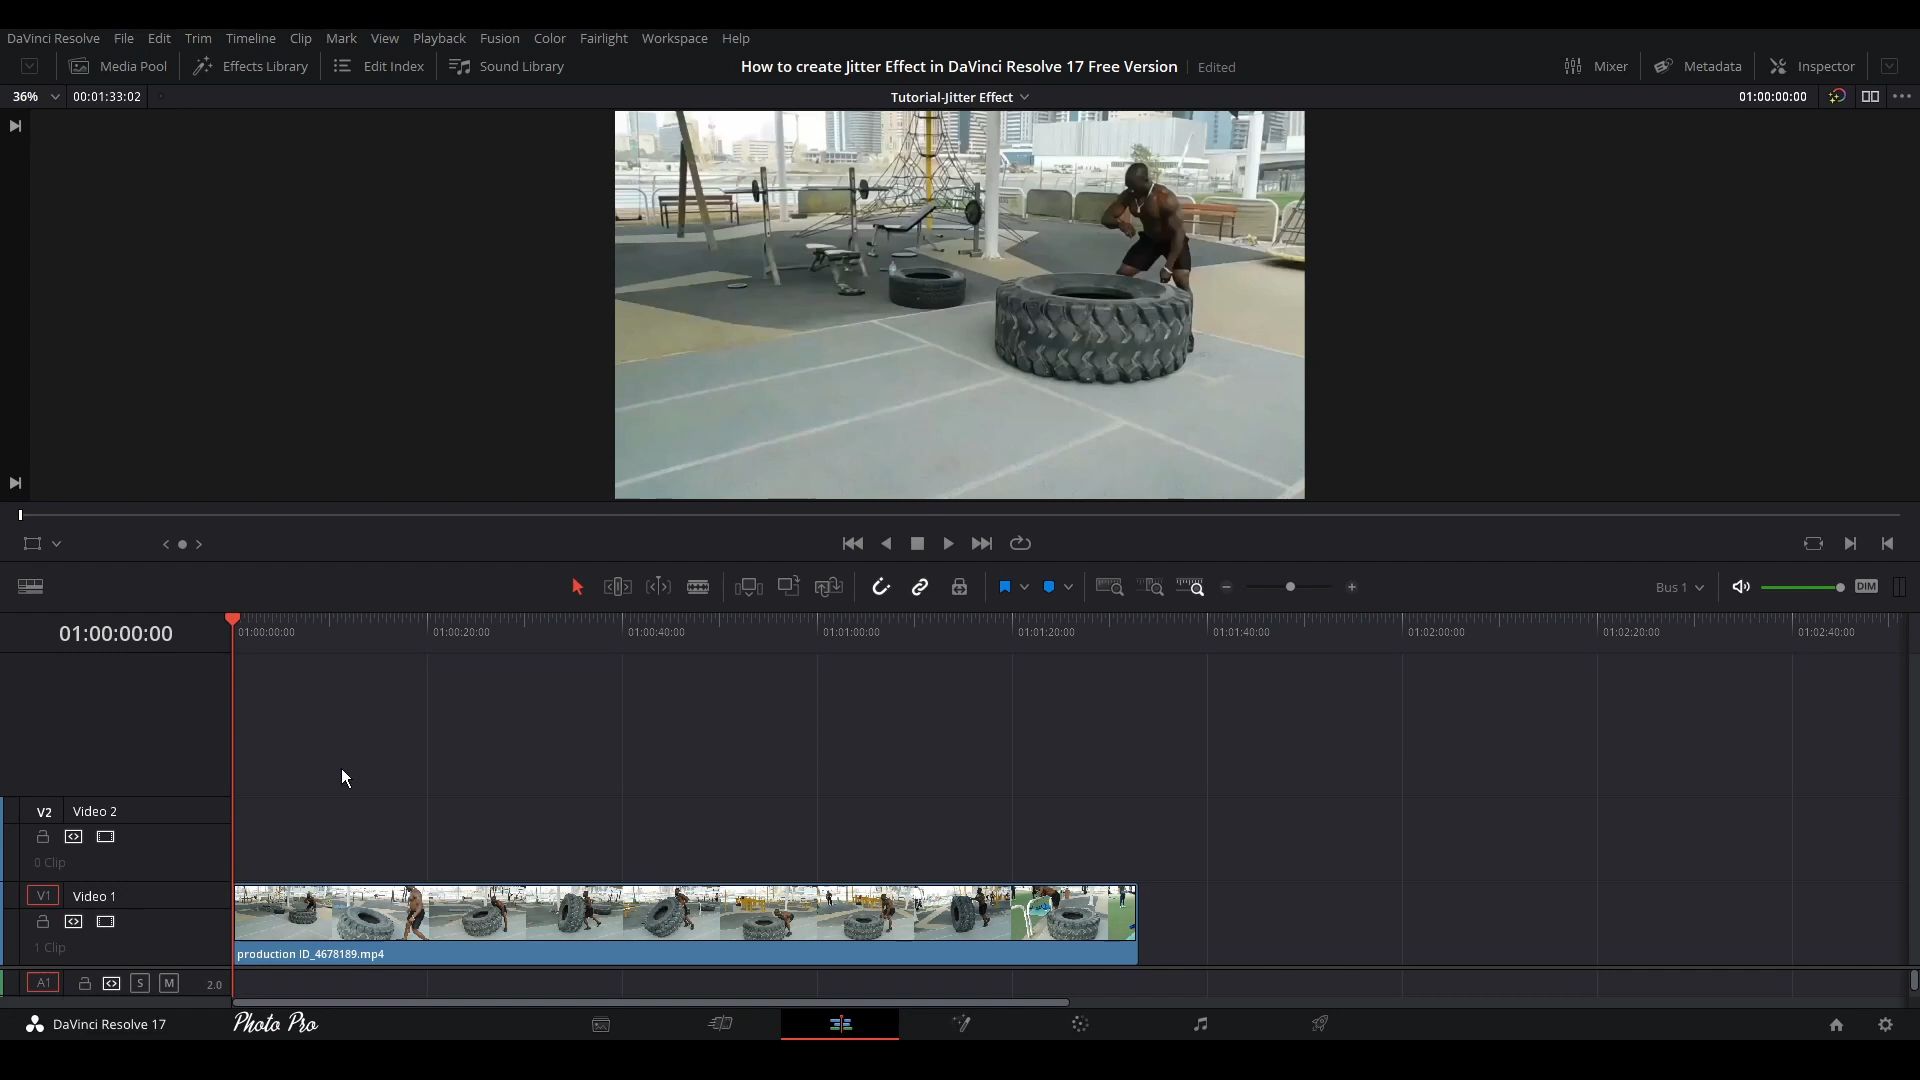 DaVinci Resolve File Edit Trim Timeline Clip Mark View Playback Fusion Color Fairlight Workspace Help
Media Pool Effects Library Edit Index Sound Library How to create Jitter Effect in DaVinci Resolve 17 Free Version Edited Mixer Metadata Inspector
36% 00:01:33:02 Tutorial-Jitter Effect 01:00:00:00
Bus 1 DIM
01:00:00:00 01:00:00:00 01:00:20:00 01:00:40:00 01:01:00:00 01:01:20:00 01:01:40:00 01:02:00:00 01:02:20:00 01:02:40:00
V2 Video 2
0 Clip
V1 Video 1
1 Clip
production ID_4678189.mp4
A1 S M 2.0
DaVinci Resolve 17 Photo Pro